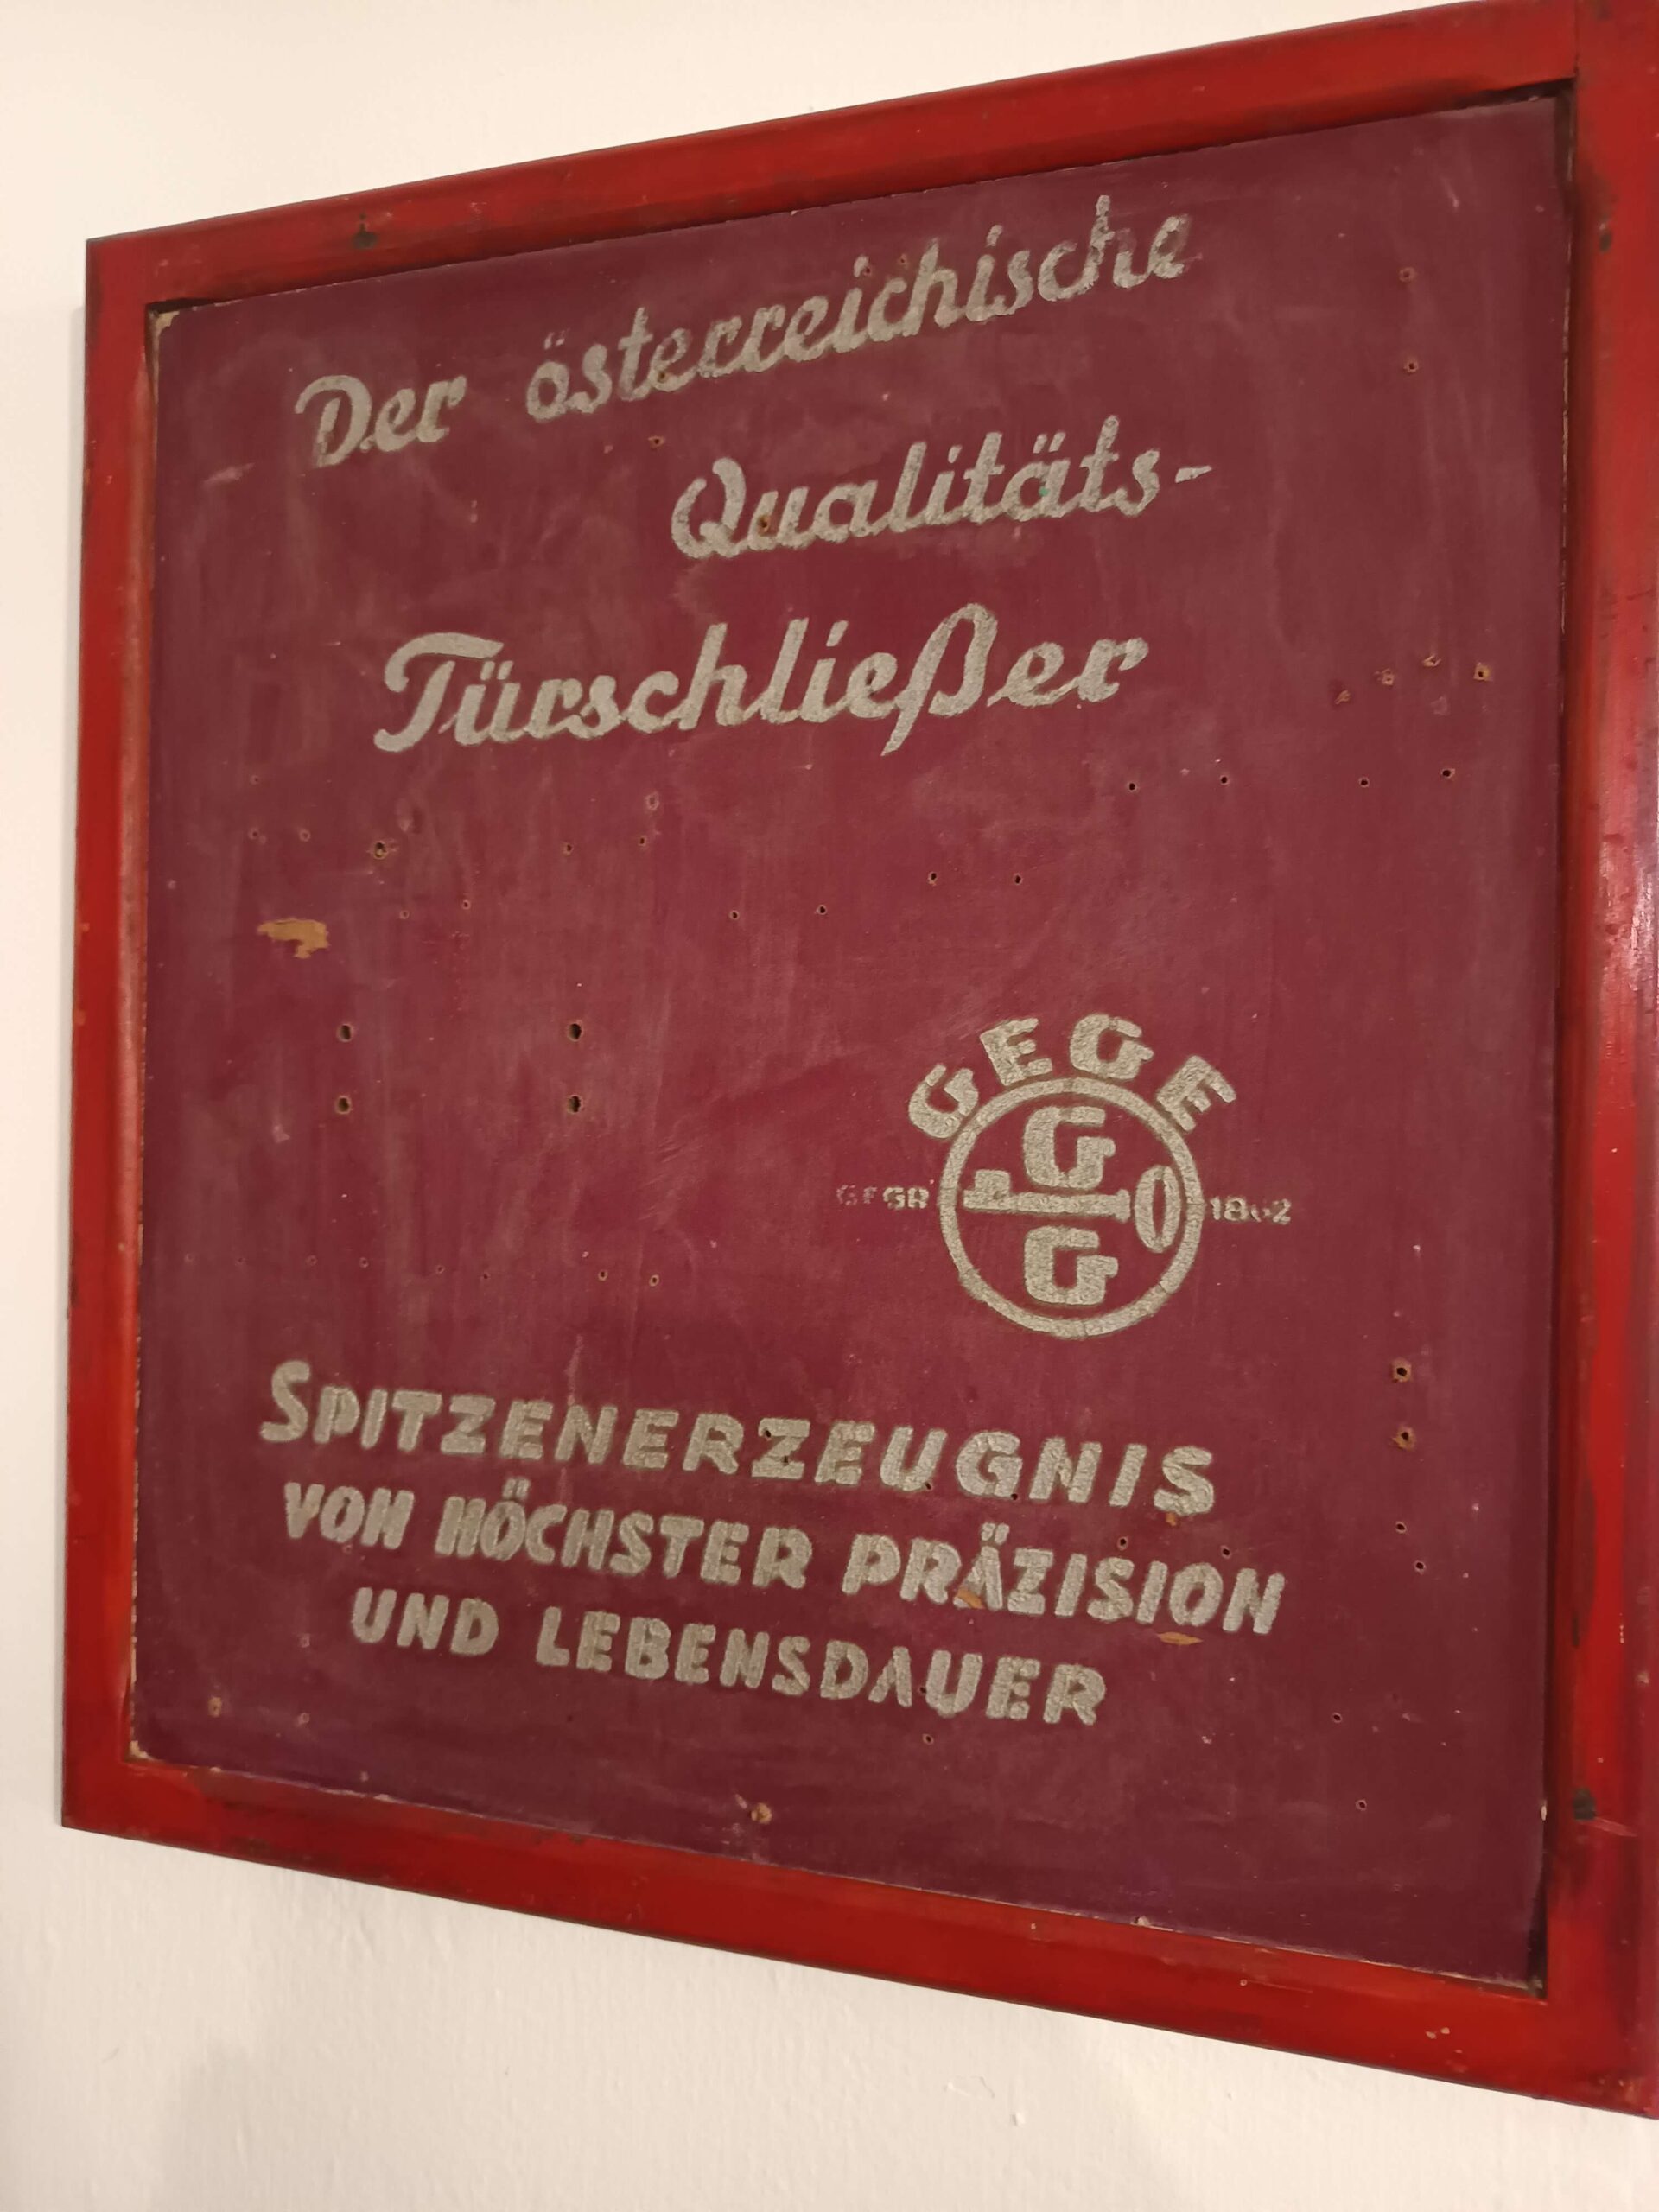 Der österreichische
Qualitäts-
Türschließer
GEGE
G
GEGR 1862
G
SPITZENERZEUGNIS
VON HÖCHSTER PRÄZISION
UND LEBENSDAUER